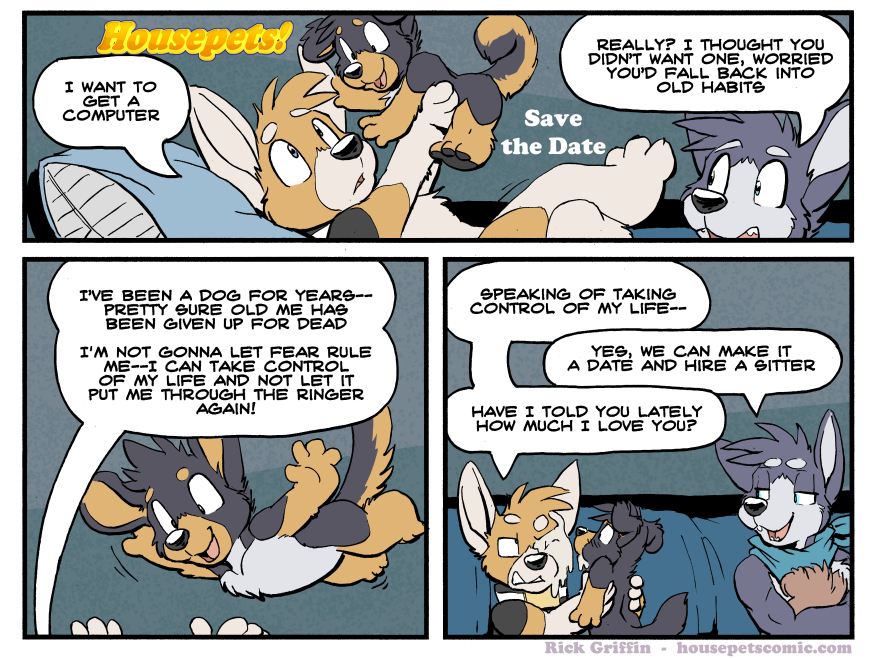 Housepets!
I WANT TO
GET A
COMPUTER
REALLY? I THOUGHT YOU
DIDN'T WANT ONE, WORRIED
YOU'D FALL BACK INTO
OLD HABITS
Save
the Date
I'VE BEEN A DOG FOR YEARS--
PRETTY SURE OLD ME HAS
BEEN GIVEN UP FOR DEAD
I'M NOT GONNA LET FEAR RULE
ME--I CAN TAKE CONTROL
OF MY LIFE AND NOT LET IT
PUT ME THROUGH THE RINGER
AGAIN!
SPEAKING OF TAKING
CONTROL OF MY LIFE--
YES, WE CAN MAKE IT
A DATE AND HIRE A SITTER
HAVE I TOLD YOU LATELY
HOW MUCH I LOVE YOU?
Rick Griffin - housepetscomic.com